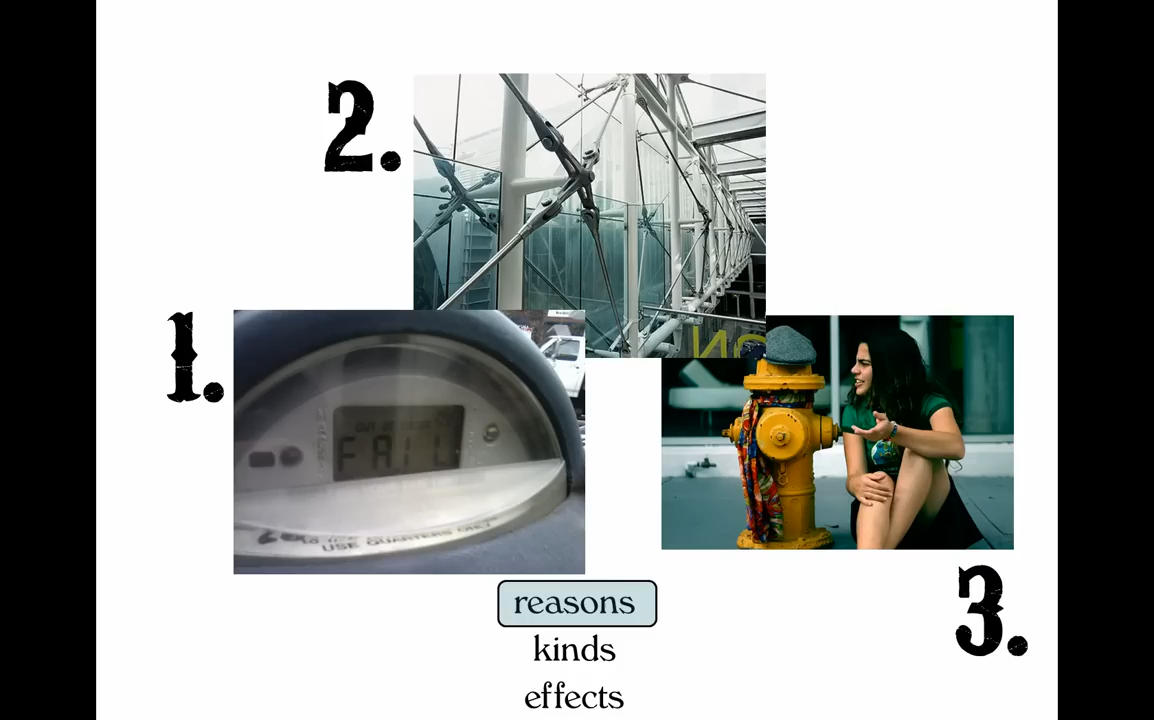 2.
1.
FAIL
USE QUARTERS ONLY
reasons
3.
kinds
effects